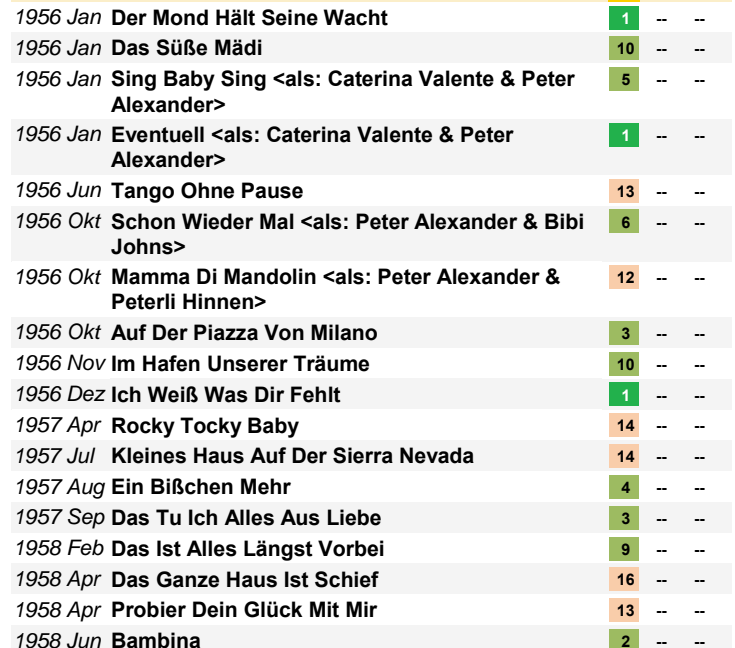 1956 Jan Der Mond Hält Seine Wacht 1 -- --
1956 Jan Das Süße Mädi 10 -- --
1956 Jan Sing Baby Sing <als: Caterina Valente & Peter 5 -- --
Alexander>
1956 Jan Eventuell <als: Caterina Valente & Peter 1 -- --
Alexander>
1956 Jun Tango Ohne Pause 13 -- --
1956 Okt Schon Wieder Mal <als: Peter Alexander & Bibi 6 -- --
Johns>
1956 Okt Mamma Di Mandolin <als: Peter Alexander & 12 -- --
Peterli Hinnen>
1956 Okt Auf Der Piazza Von Milano 3 -- --
1956 Nov Im Hafen Unserer Träume 10 -- --
1956 Dez Ich Weiß Was Dir Fehlt 1 -- --
1957 Apr Rocky Tocky Baby 14 -- --
1957 Jul Kleines Haus Auf Der Sierra Nevada 14 -- --
1957 Aug Ein Bißchen Mehr 4 -- --
1957 Sep Das Tu Ich Alles Aus Liebe 3 -- --
1958 Feb Das Ist Alles Längst Vorbei 9 -- --
1958 Apr Das Ganze Haus Ist Schief 16 -- --
1958 Apr Probier Dein Glück Mit Mir 13 -- --
1958 Jun Bambina 2 -- --